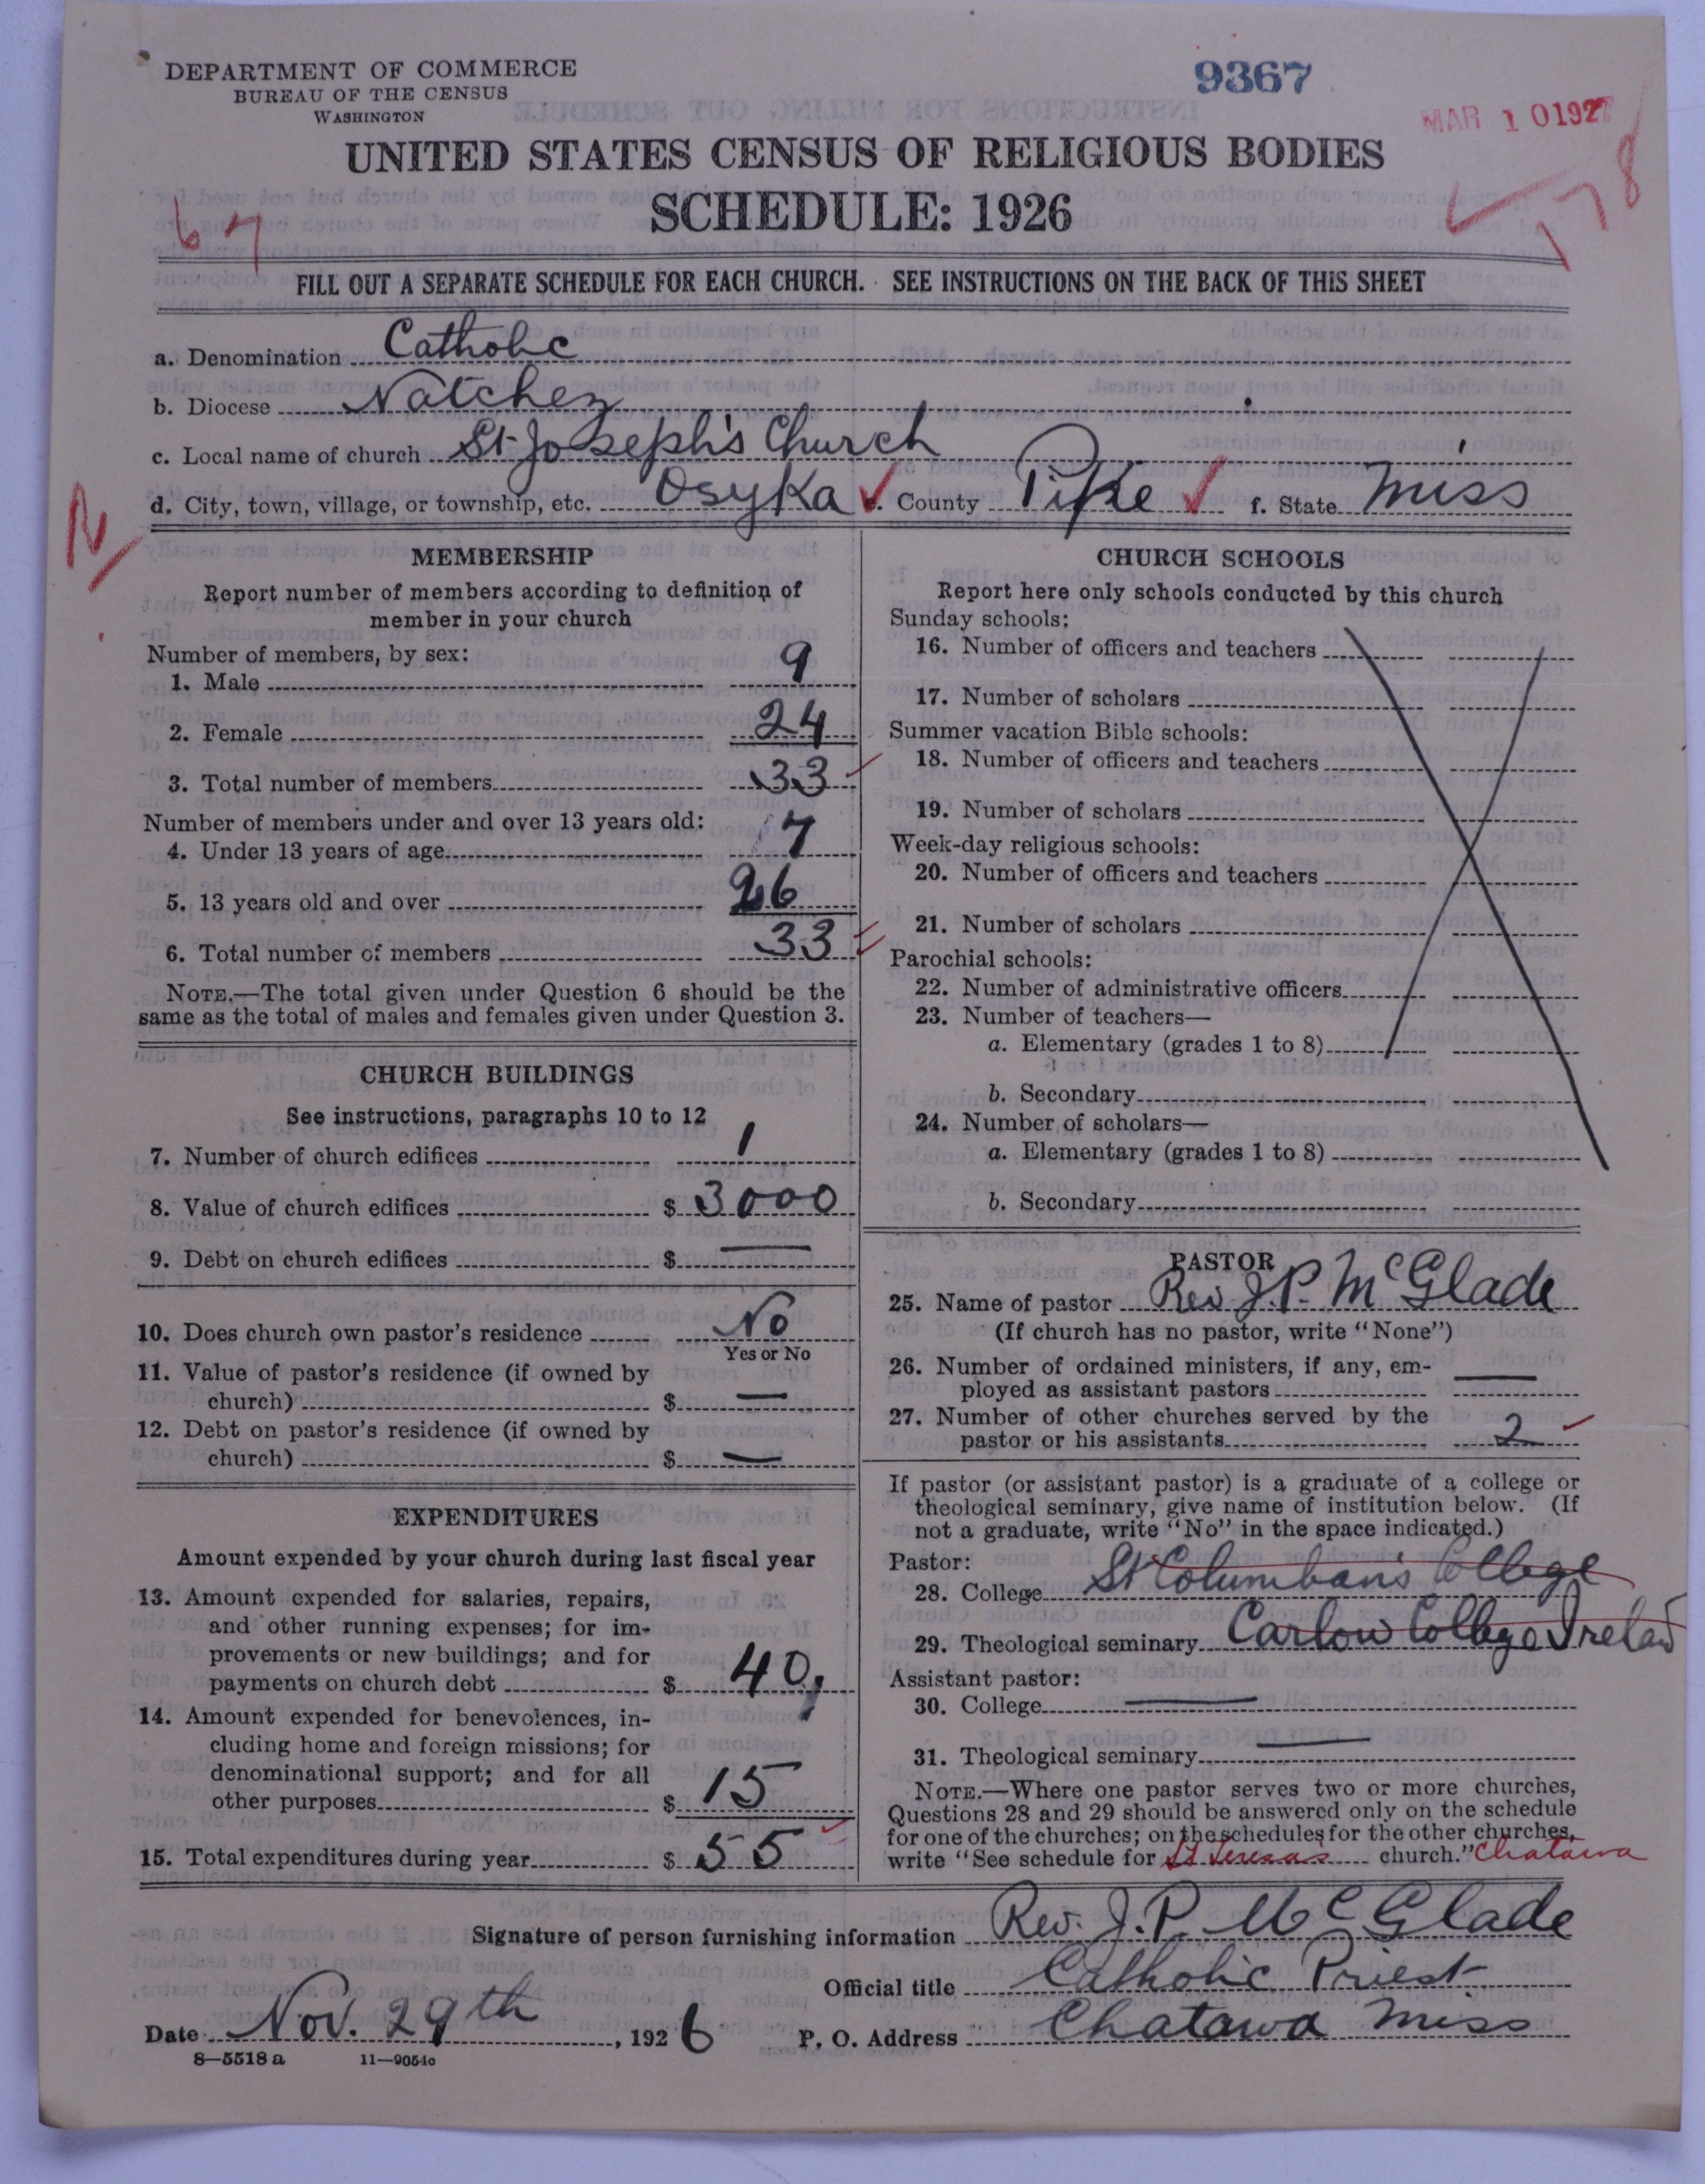 DEPARTMENT OF COMMERCE
BUREAU OF THE CENSUS
WASHINGTON
9367
MAR 10 1927
UNITED STATES CENSUS OF RELIGIOUS BODIES
SCHEDULE: 1926
67
178
FILL OUT A SEPARATE SCHEDULE FOR EACH CHURCH. SEE INSTRUCTIONS ON THE BACK OF THIS SHEET
a. Denomination Catholic
b. Diocese Natchez
c. Local name of church St Joseph's Church
d. City, town, village, or township, etc. Osyka e. County Pike f. State Miss
N
MEMBERSHIP
Report number of members according to definition of
member in your church
Number of members, by sex:
1. Male 9
2. Female 24
3. Total number of members 33
Number of members under and over 13 years old:
4. Under 13 years of age 7
5. 13 years old and over 26
6. Total number of members 33
NOTE.—The total given under Question 6 should be the
same as the total of males and females given under Question 3.
CHURCH BUILDINGS
See instructions, paragraphs 10 to 12
7. Number of church edifices 1
8. Value of church edifices $ 3000
9. Debt on church edifices $ —
10. Does church own pastor's residence No
Yes or No
11. Value of pastor's residence (if owned by
church) $ —
12. Debt on pastor's residence (if owned by
church) $ —
EXPENDITURES
Amount expended by your church during last fiscal year
13. Amount expended for salaries, repairs,
and other running expenses; for im-
provements or new buildings; and for
payments on church debt $ 40,
14. Amount expended for benevolences, in-
cluding home and foreign missions; for
denominational support; and for all
other purposes $ 15
15. Total expenditures during year $ 55
CHURCH SCHOOLS
Report here only schools conducted by this church
Sunday schools:
16. Number of officers and teachers
17. Number of scholars
Summer vacation Bible schools:
18. Number of officers and teachers
19. Number of scholars
Week-day religious schools:
20. Number of officers and teachers
21. Number of scholars
Parochial schools:
22. Number of administrative officers
23. Number of teachers—
a. Elementary (grades 1 to 8)
b. Secondary
24. Number of scholars—
a. Elementary (grades 1 to 8)
b. Secondary
PASTOR
25. Name of pastor Rev J.P. McGlade
(If church has no pastor, write "None")
26. Number of ordained ministers, if any, em-
ployed as assistant pastors —
27. Number of other churches served by the
pastor or his assistants 2
If pastor (or assistant pastor) is a graduate of a college or
theological seminary, give name of institution below. (If
not a graduate, write "No" in the space indicated.)
Pastor:
28. College St Columban's College
29. Theological seminary Carlow College Ireland
Assistant pastor:
30. College —
31. Theological seminary —
NOTE.—Where one pastor serves two or more churches,
Questions 28 and 29 should be answered only on the schedule
for one of the churches; on the schedules for the other churches,
write "See schedule for St Teresa's church." Chatawa
Signature of person furnishing information Rev. J. P. McGlade
Official title Catholic Priest
Date Nov. 29th, 1926 P. O. Address Chatawa Miss
8—5518 a 11—9054c